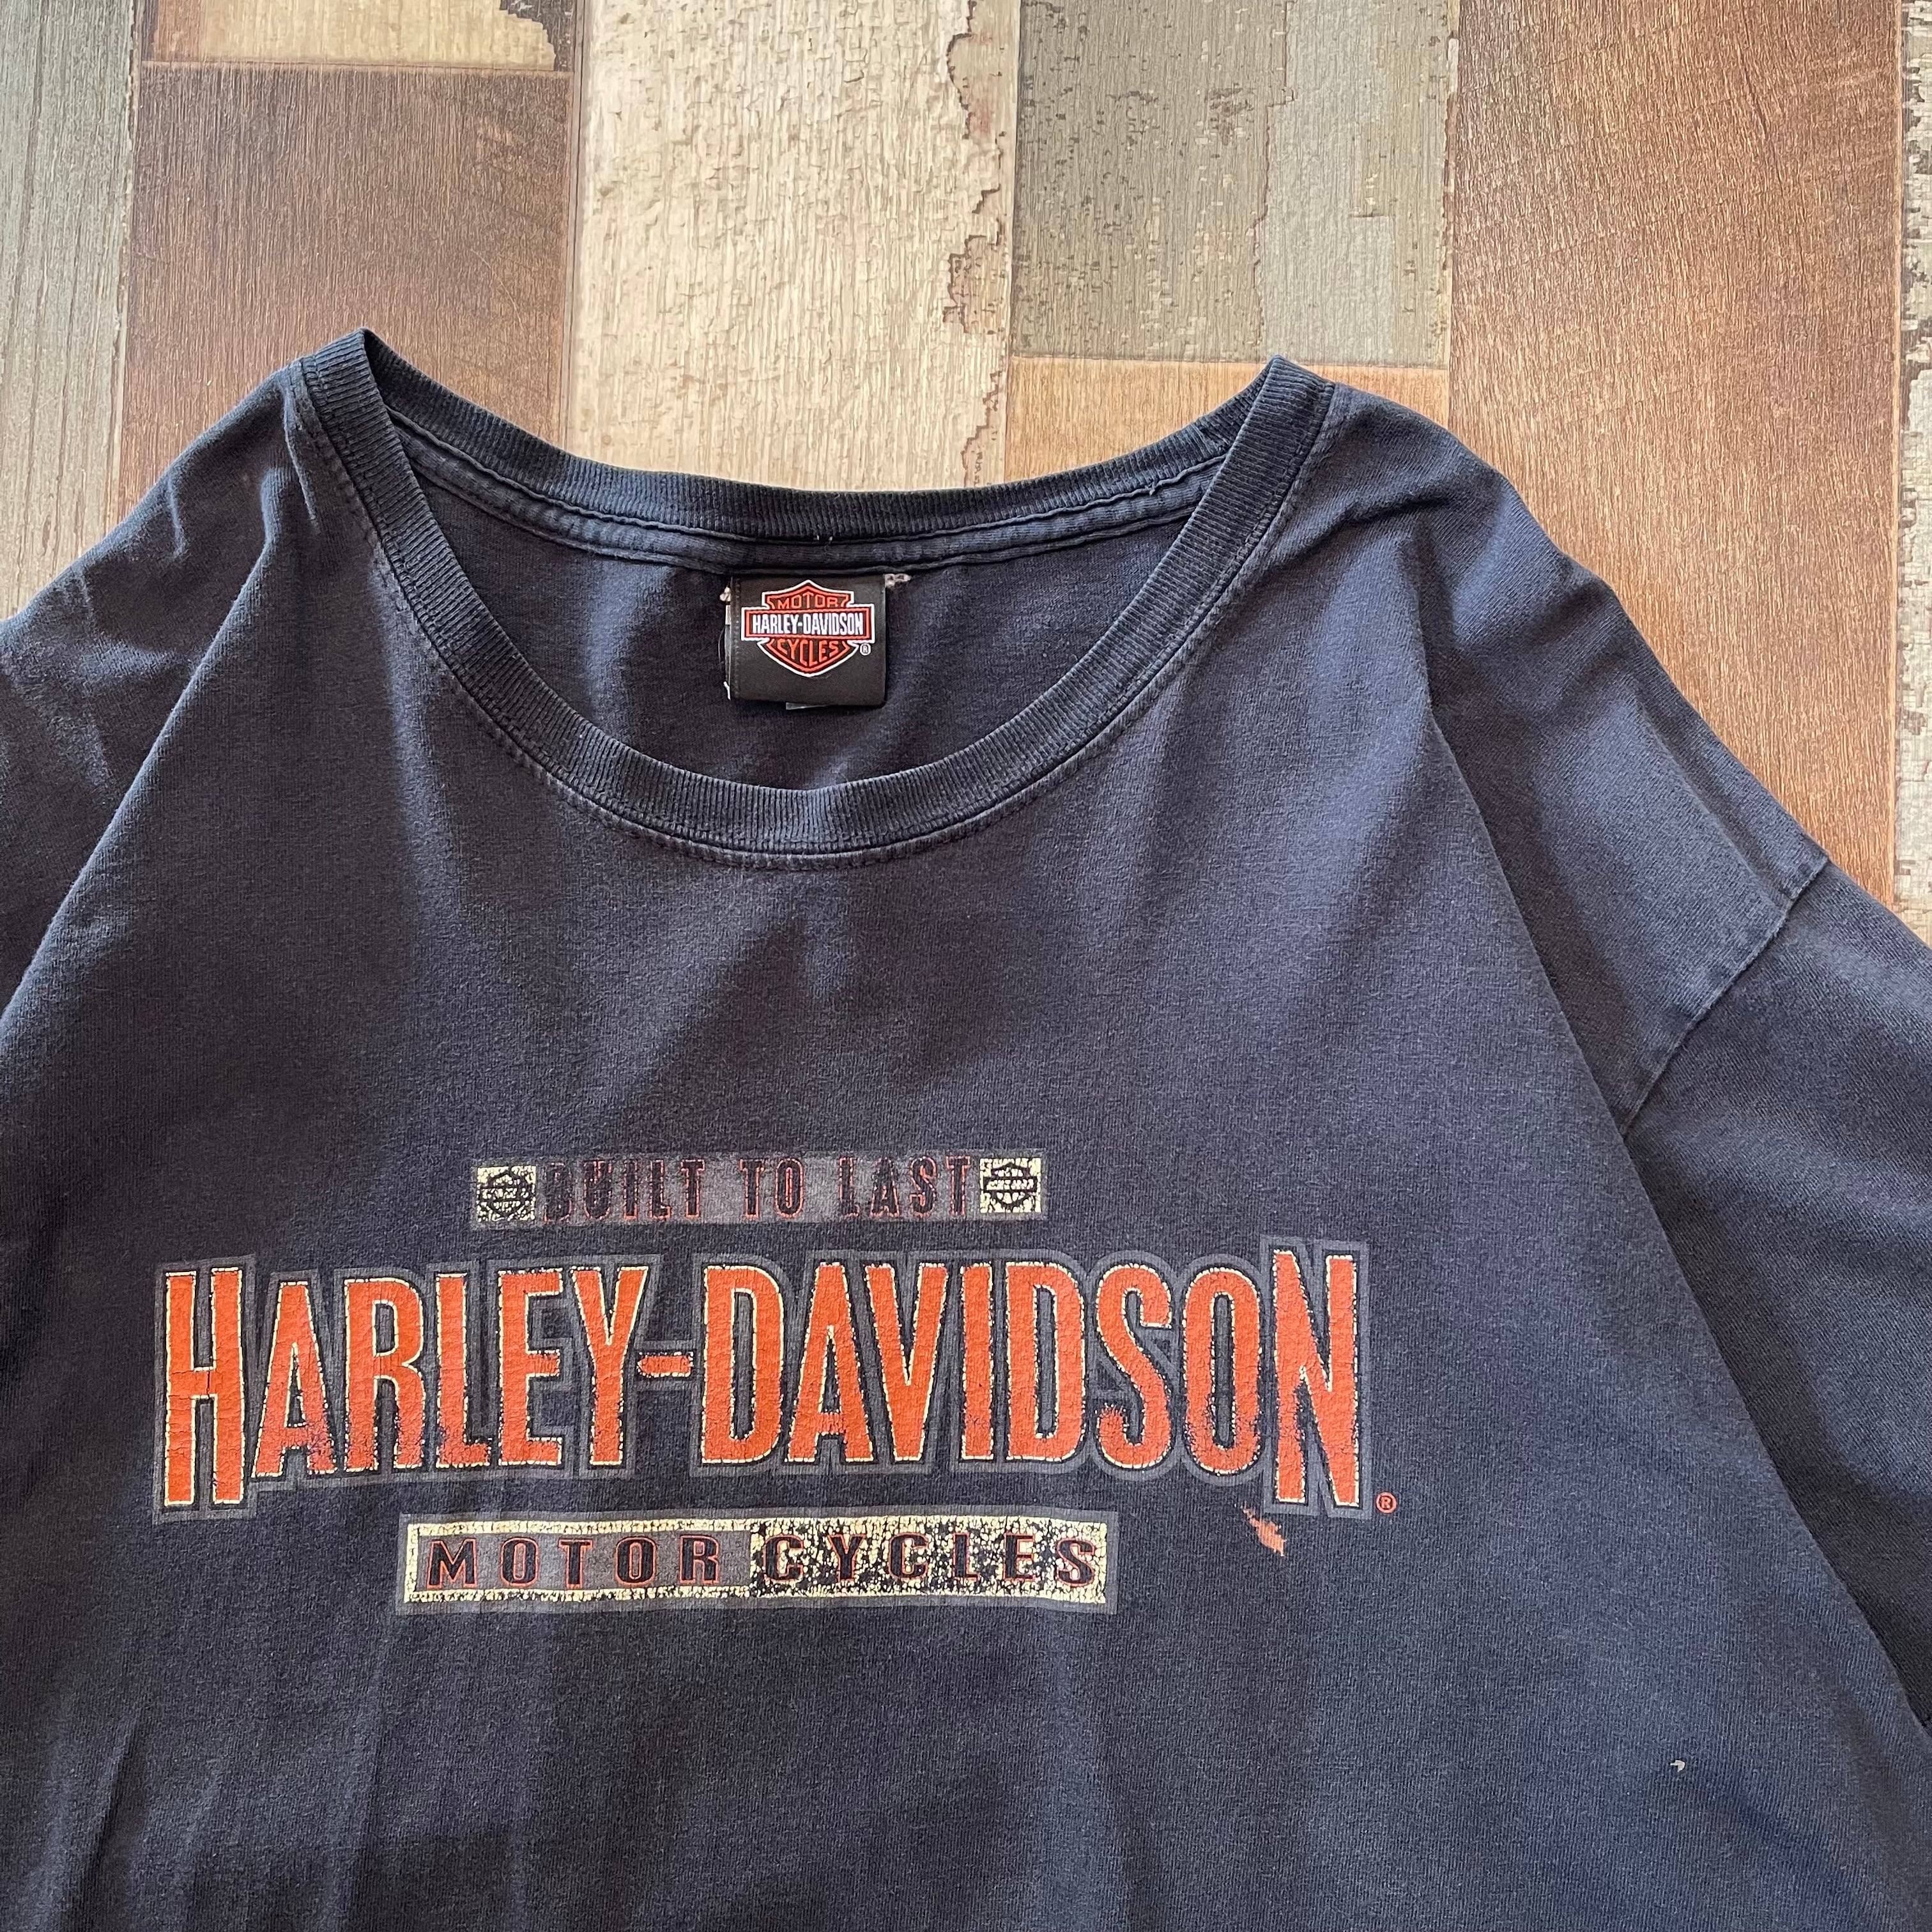 MOTOR
HARLEY-DAVIDSON
CYCLES
®
BUILT TO LAST
HARLEY-DAVIDSON®
MOTOR CYCLES